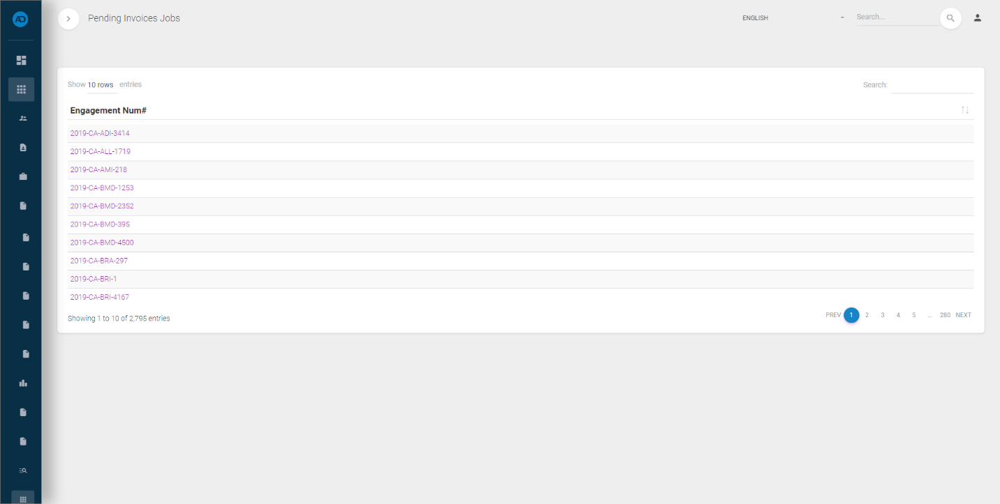 AD
Pending Invoices Jobs
ENGLISH
Search...
Show 10 rows entries
Search:
Engagement Num#
2019-CA-ADI-3414
2019-CA-ALL-1719
2019-CA-AMI-218
2019-CA-BMD-1253
2019-CA-BMD-2352
2019-CA-BMD-395
2019-CA-BMD-4500
2019-CA-BRA-297
2019-CA-BRI-1
2019-CA-BRI-4167
Showing 1 to 10 of 2,795 entries
PREV 1 2 3 4 5 ... 280 NEXT